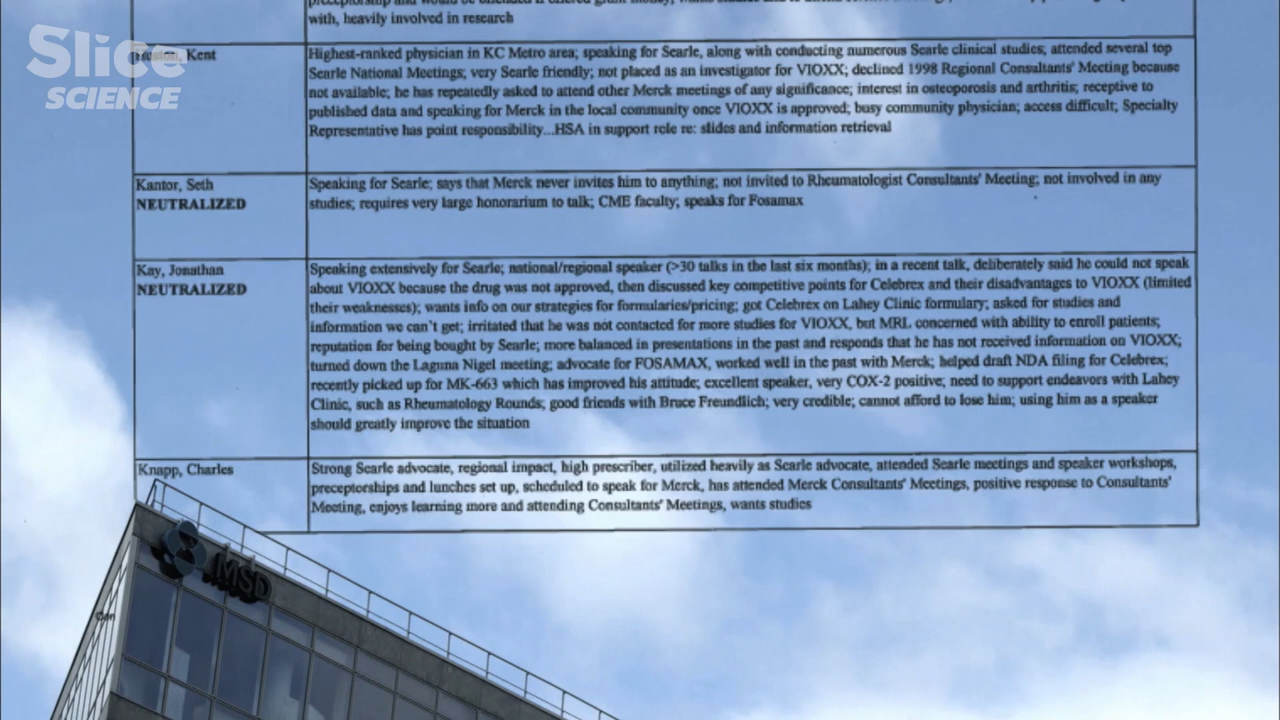 Slice
SCIENCE
with, heavily involved in research
Kent
Highest-ranked physician in KC Metro area; speaking for Searle, along with conducting numerous Searle clinical studies; attended several top
Searle National Meetings; very Searle friendly; not placed as an investigator for VIOXX; declined 1998 Regional Consultants' Meeting because
not available; he has repeatedly asked to attend other Merck meetings of any significance; interest in osteoporosis and arthritis; receptive to
published data and speaking for Merck in the local community once VIOXX is approved; busy community physician; access difficult; Specialty
Representative has point responsibility...HSA in support role re: slides and information retrieval
Kantor, Seth
NEUTRALIZED
Speaking for Searle; says that Merck never invites him to anything; not invited to Rheumatologist Consultants' Meeting; not involved in any
studies; requires very large honorarium to talk; CME faculty; speaks for Fosamax
Kay, Jonathan
NEUTRALIZED
Speaking extensively for Searle; national/regional speaker (>30 talks in the last six months); in a recent talk, deliberately said he could not speak
about VIOXX because the drug was not approved, then discussed key competitive points for Celebrex and their disadvantages to VIOXX (limited
their weaknesses); wants info on our strategies for formularies/pricing; got Celebrex on Lahey Clinic formulary; asked for studies and
information we can't get; irritated that he was not contacted for more studies for VIOXX, but MRL concerned with ability to enroll patients;
reputation for being bought by Searle; more balanced in presentations in the past and responds that he has not received information on VIOXX;
turned down the Laguna Nigel meeting; advocate for FOSAMAX, worked well in the past with Merck; helped draft NDA filing for Celebrex;
recently picked up for MK-663 which has improved his attitude; excellent speaker, very COX-2 positive; need to support endeavors with Lahey
Clinic, such as Rheumatology Rounds; good friends with Bruce Freundlich; very credible; cannot afford to lose him; using him as a speaker
should greatly improve the situation
Knapp, Charles
Strong Searle advocate, regional impact, high prescriber, utilized heavily as Searle advocate, attended Searle meetings and speaker workshops,
preceptorships and lunches set up, scheduled to speak for Merck, has attended Merck Consultants' Meetings, positive response to Consultants'
Meeting, enjoys learning more and attending Consultants' Meetings, wants studies
MSD